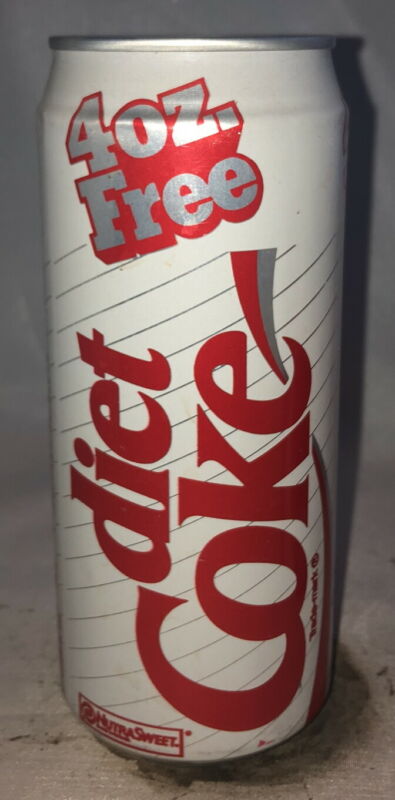 4oz.
Free
diet
Coke
Trade-mark ®
NUTRASWEET